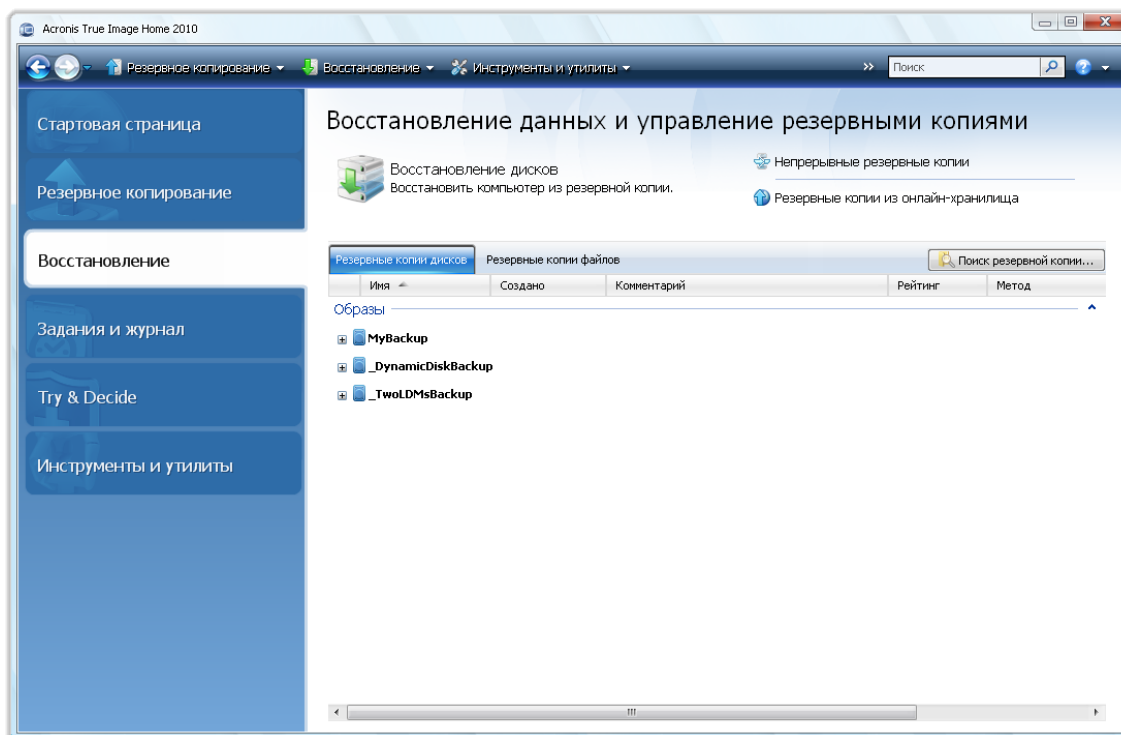 Acronis True Image Home 2010
Резервное копирование Восстановление Инструменты и утилиты » Поиск
Стартовая страница
Резервное копирование
Восстановление
Задания и журнал
Try & Decide
Инструменты и утилиты
Восстановление данных и управление резервными копиями
Восстановление дисков
Восстановить компьютер из резервной копии.
Непрерывные резервные копии
Резервные копии из онлайн-хранилища
Резервные копии дисков Резервные копии файлов Поиск резервной копии...
Имя Создано Комментарий Рейтинг Метод
Образы
MyBackup
_DynamicDiskBackup
_TwoLDMsBackup